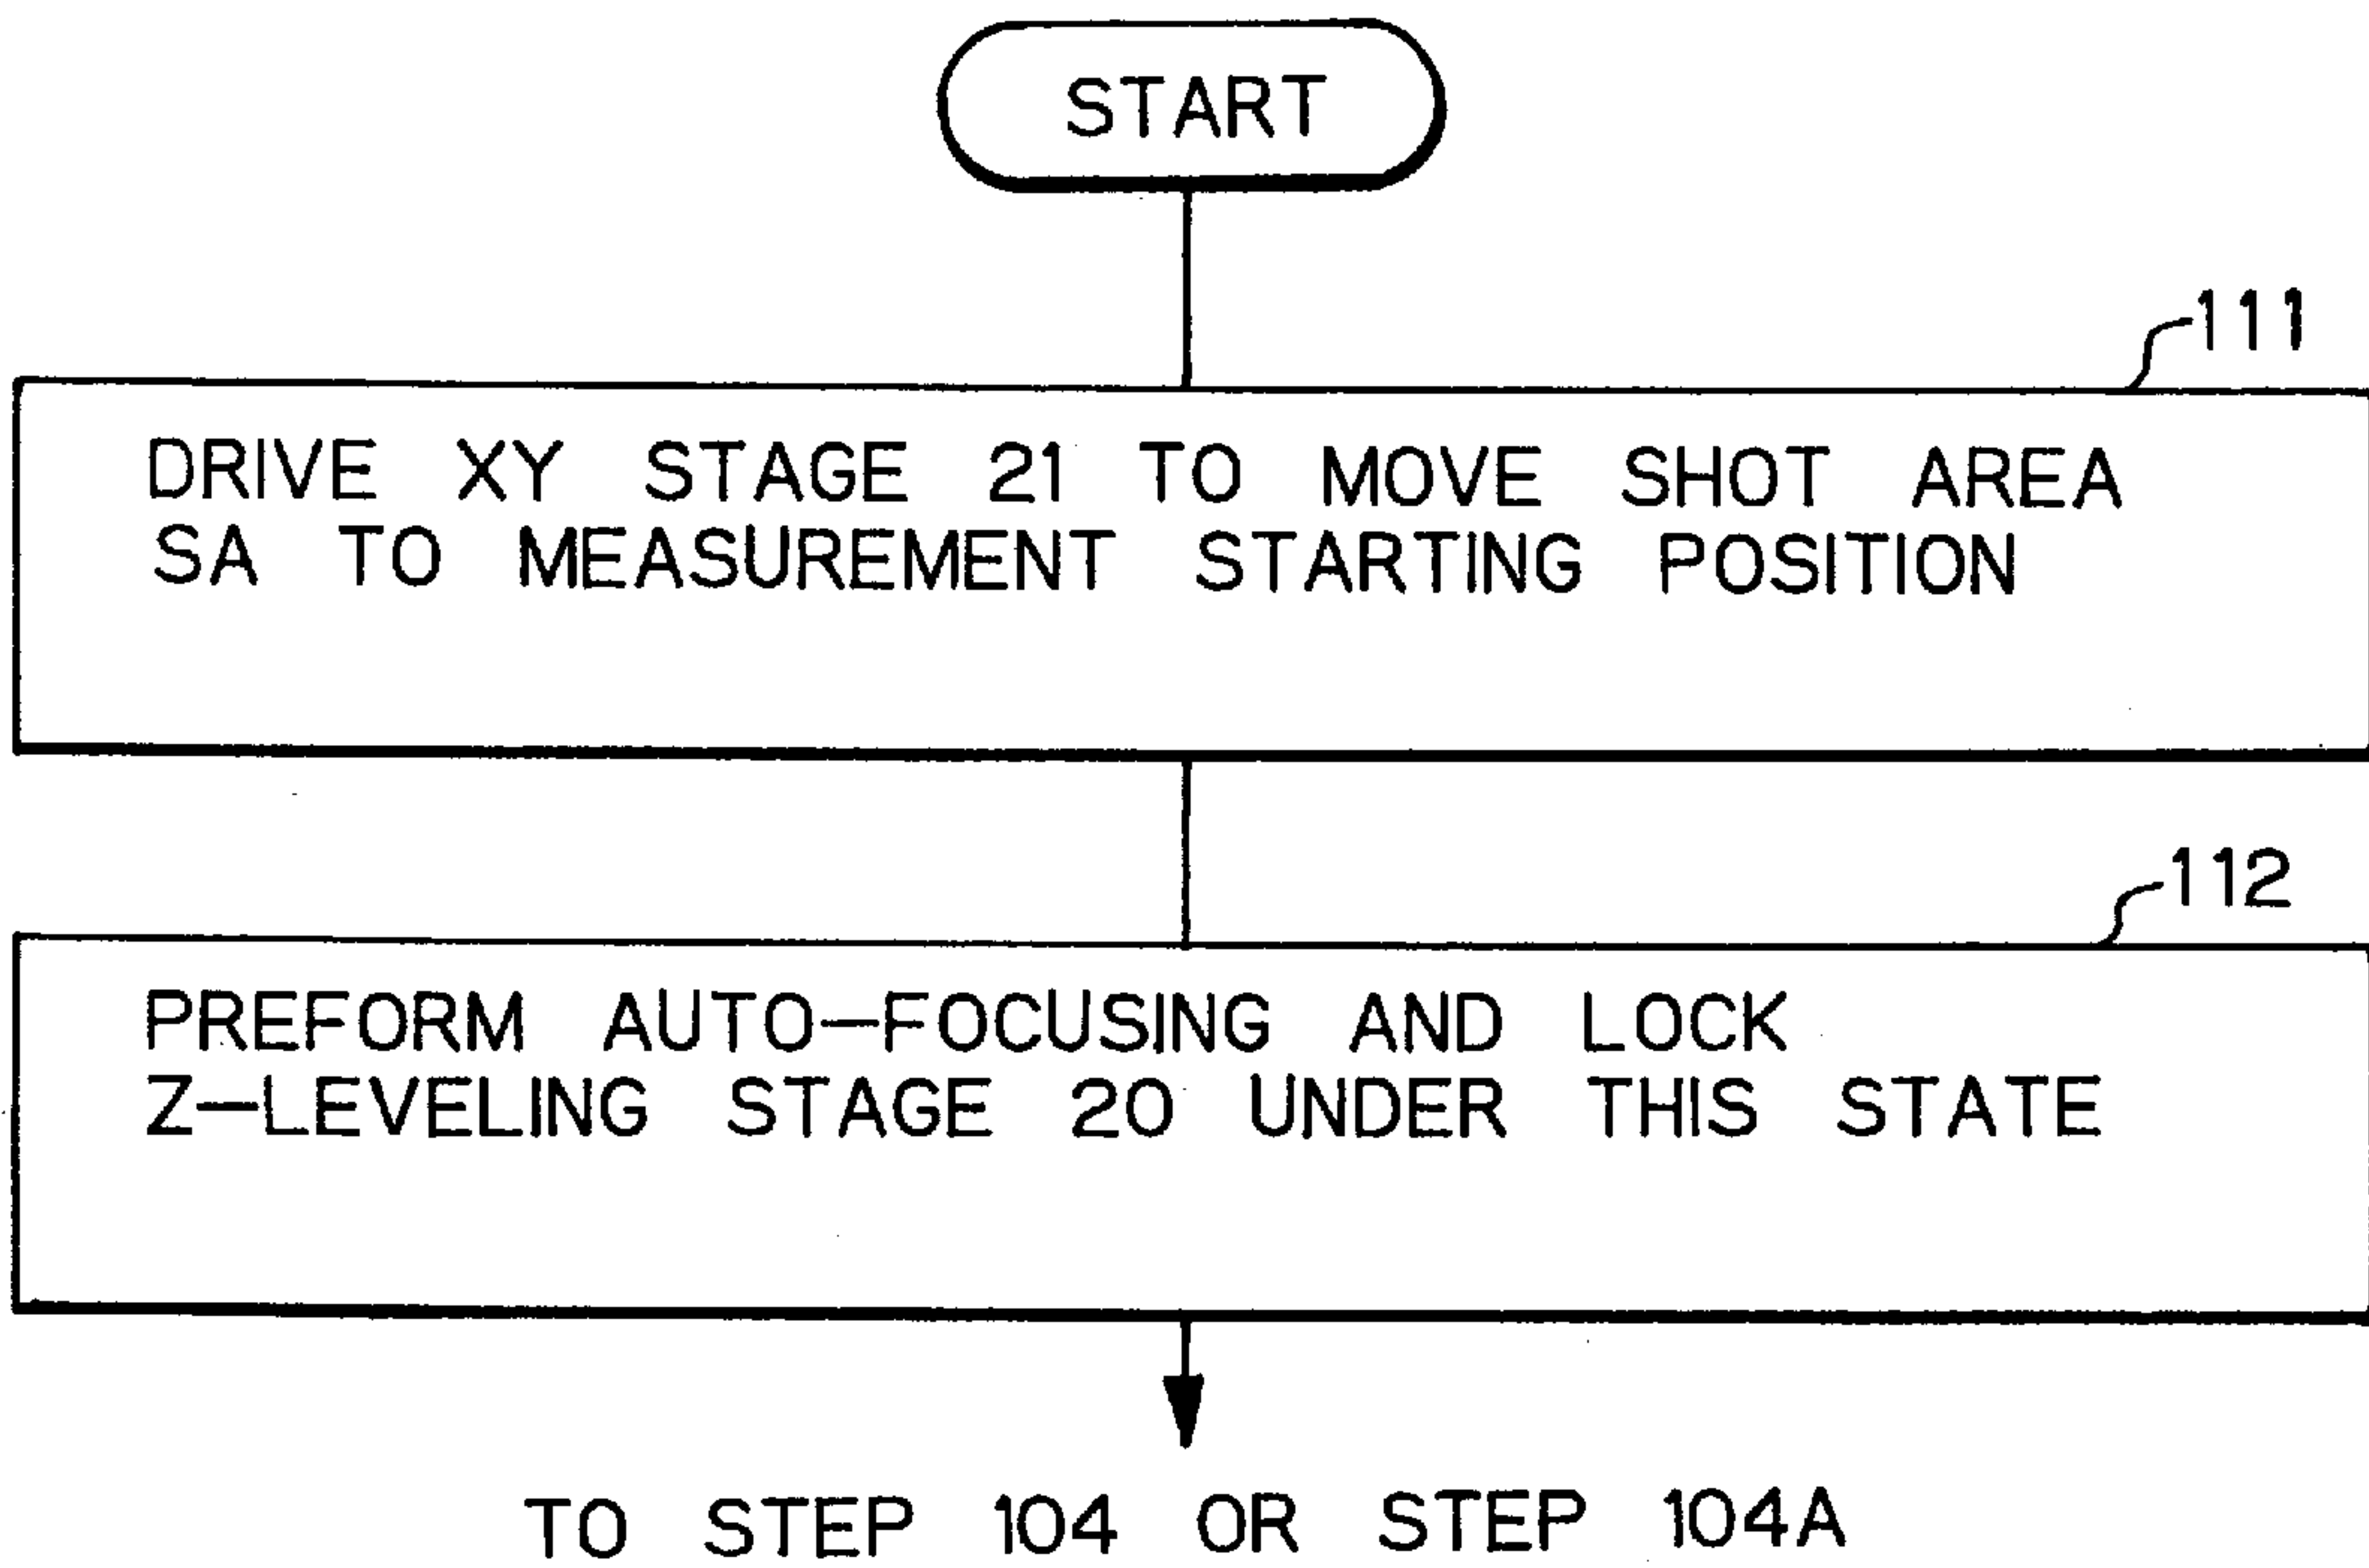 START
111
DRIVE XY STAGE 21 TO MOVE SHOT AREA
SA TO MEASUREMENT STARTING POSITION
112
PREFORM AUTO-FOCUSING AND LOCK
Z-LEVELING STAGE 20 UNDER THIS STATE
TO STEP 104 OR STEP 104A